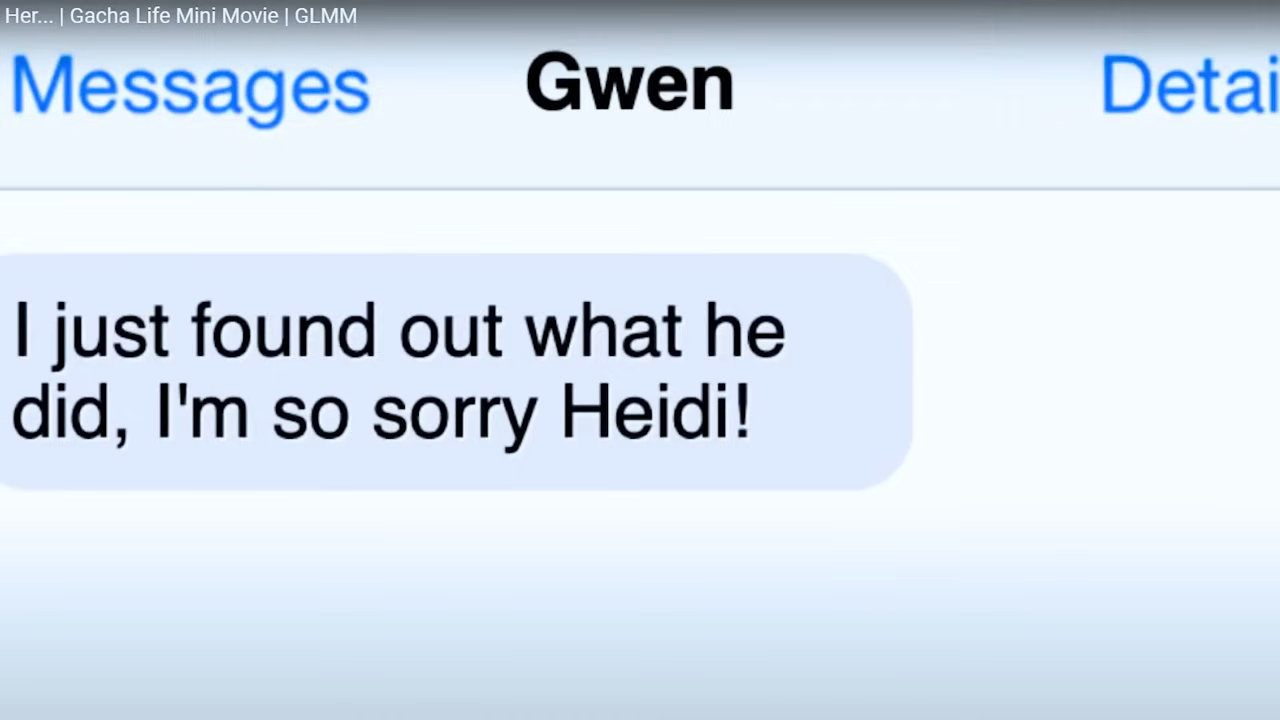 Her... | Gacha Life Mini Movie | GLMM
Messages Gwen Detai
I just found out what he
did, I'm so sorry Heidi!